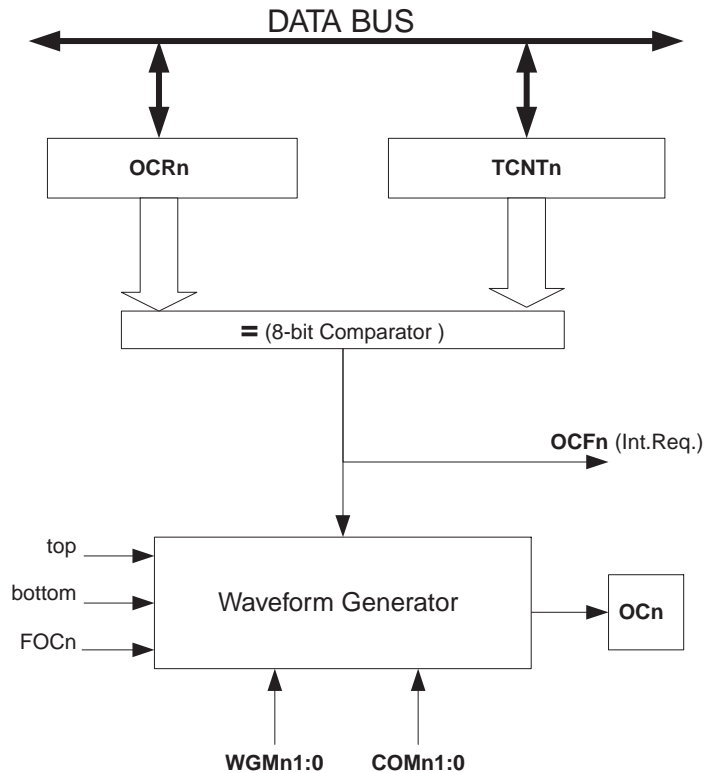 DATA BUS
OCRn
TCNTn
= (8-bit Comparator )
OCFn (Int.Req.)
top
bottom
FOCn
Waveform Generator
OCn
WGMn1:0
COMn1:0